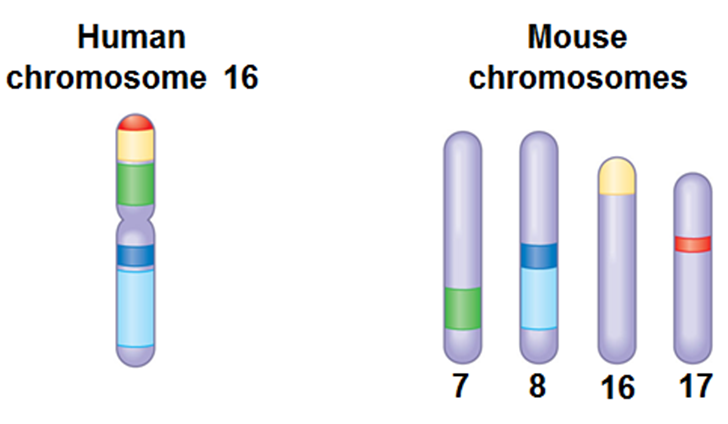 Human
chromosome 16
Mouse
chromosomes
7
8
16
17